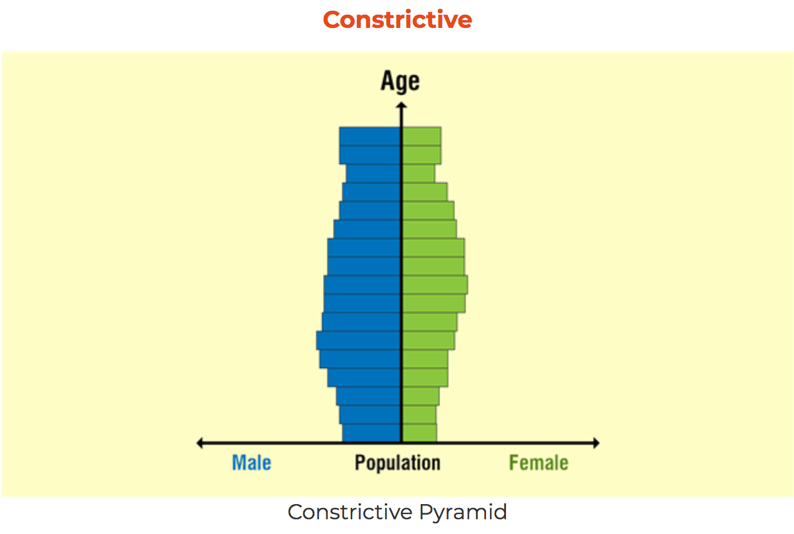 Constrictive
Age
Male Population Female
Constrictive Pyramid